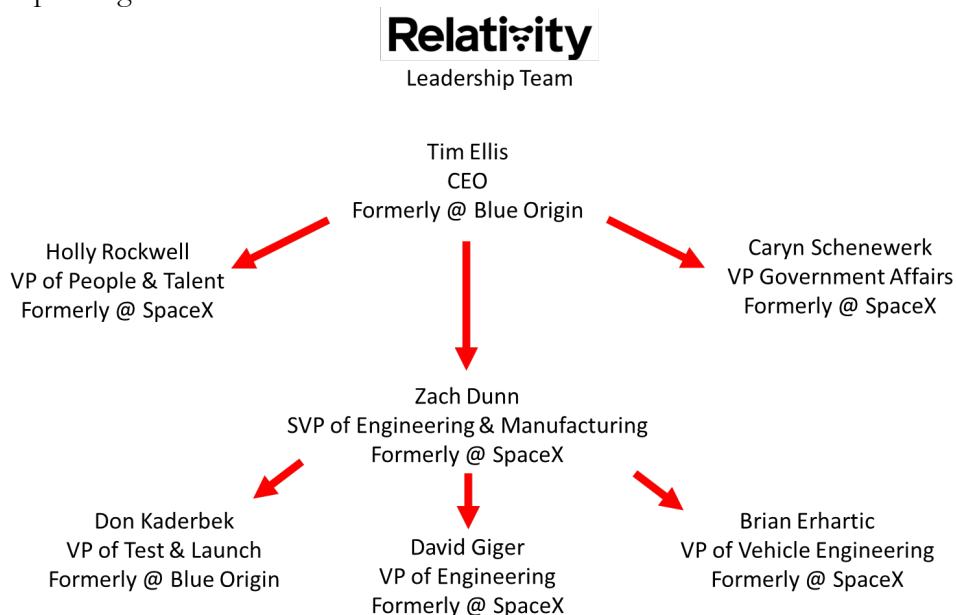 Relativity
Leadership Team
Tim Ellis
CEO
Formerly @ Blue Origin
Holly Rockwell
VP of People & Talent
Formerly @ SpaceX
Caryn Schenewerk
VP Government Affairs
Formerly @ SpaceX
Zach Dunn
SVP of Engineering & Manufacturing
Formerly @ SpaceX
Don Kaderbek
VP of Test & Launch
Formerly @ Blue Origin
David Giger
VP of Engineering
Formerly @ SpaceX
Brian Erhartic
VP of Vehicle Engineering
Formerly @ SpaceX